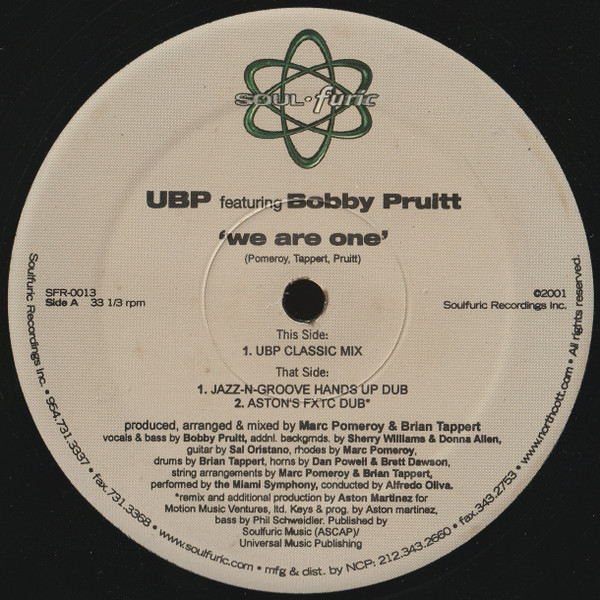 SOUL·furic
UBP featuring Bobby Pruitt
'we are one'
(Pomeroy, Tappert, Pruitt)
SFR-0013
Side A 33 1/3 rpm
©2001
Soulfuric Recordings Inc.
This Side:
1. UBP CLASSIC MIX
That Side:
1. JAZZ-N-GROOVE HANDS UP DUB
2. ASTON'S FXTC DUB*
produced, arranged & mixed by Marc Pomeroy & Brian Tappert
vocals & bass by Bobby Pruitt, addnl. backgrnds. by Sherry Williams & Donna Allen,
guitar by Sal Oristano, rhodes by Marc Pomeroy,
drums by Brian Tappert, horns by Dan Powell & Brett Dawson,
string arrangements by Marc Pomeroy & Brian Tappert,
performed by the Miami Symphony, conducted by Alfredo Oliva.
*remix and additional production by Aston Martinez for
Motion Music Ventures, ltd. Keys & prog. by Aston martinez,
bass by Phil Schweidler. Published by
Soulfuric Music (ASCAP)/
Universal Music Publishing
Soulfuric Recordings Inc. • 954.731.3337 • fax.731.3368 • www.soulfuric.com • mfg & dist. by NCP: 212.343.2660 • fax.343.2753 • www.northcott.com • All rights reserved.